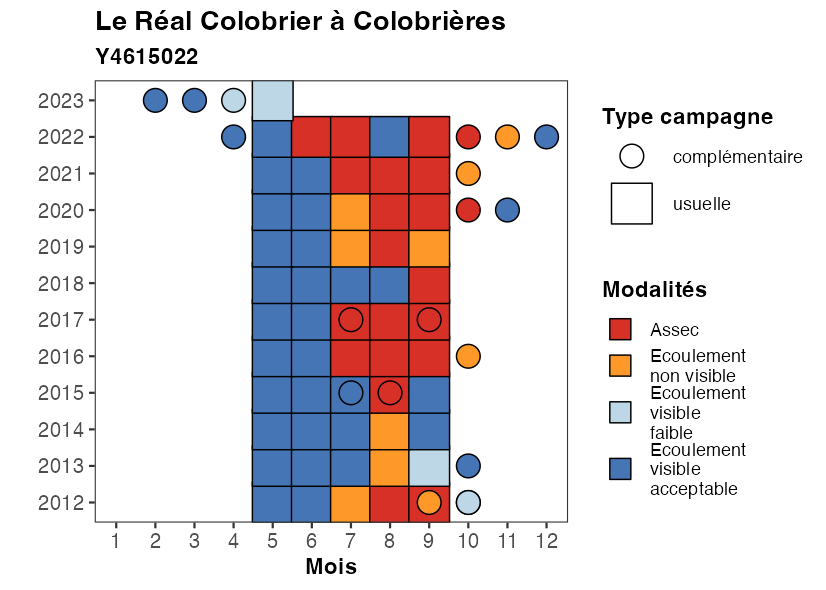 Le Réal Colobrier à Colobrières
Y4615022
2023
2022
2021
2020
2019
2018
2017
2016
2015
2014
2013
2012
1 2 3 4 5 6 7 8 9 10 11 12
Mois
Type campagne
complémentaire
usuelle
Modalités
Assec
Ecoulement
non visible
Ecoulement
visible
faible
Ecoulement
visible
acceptable